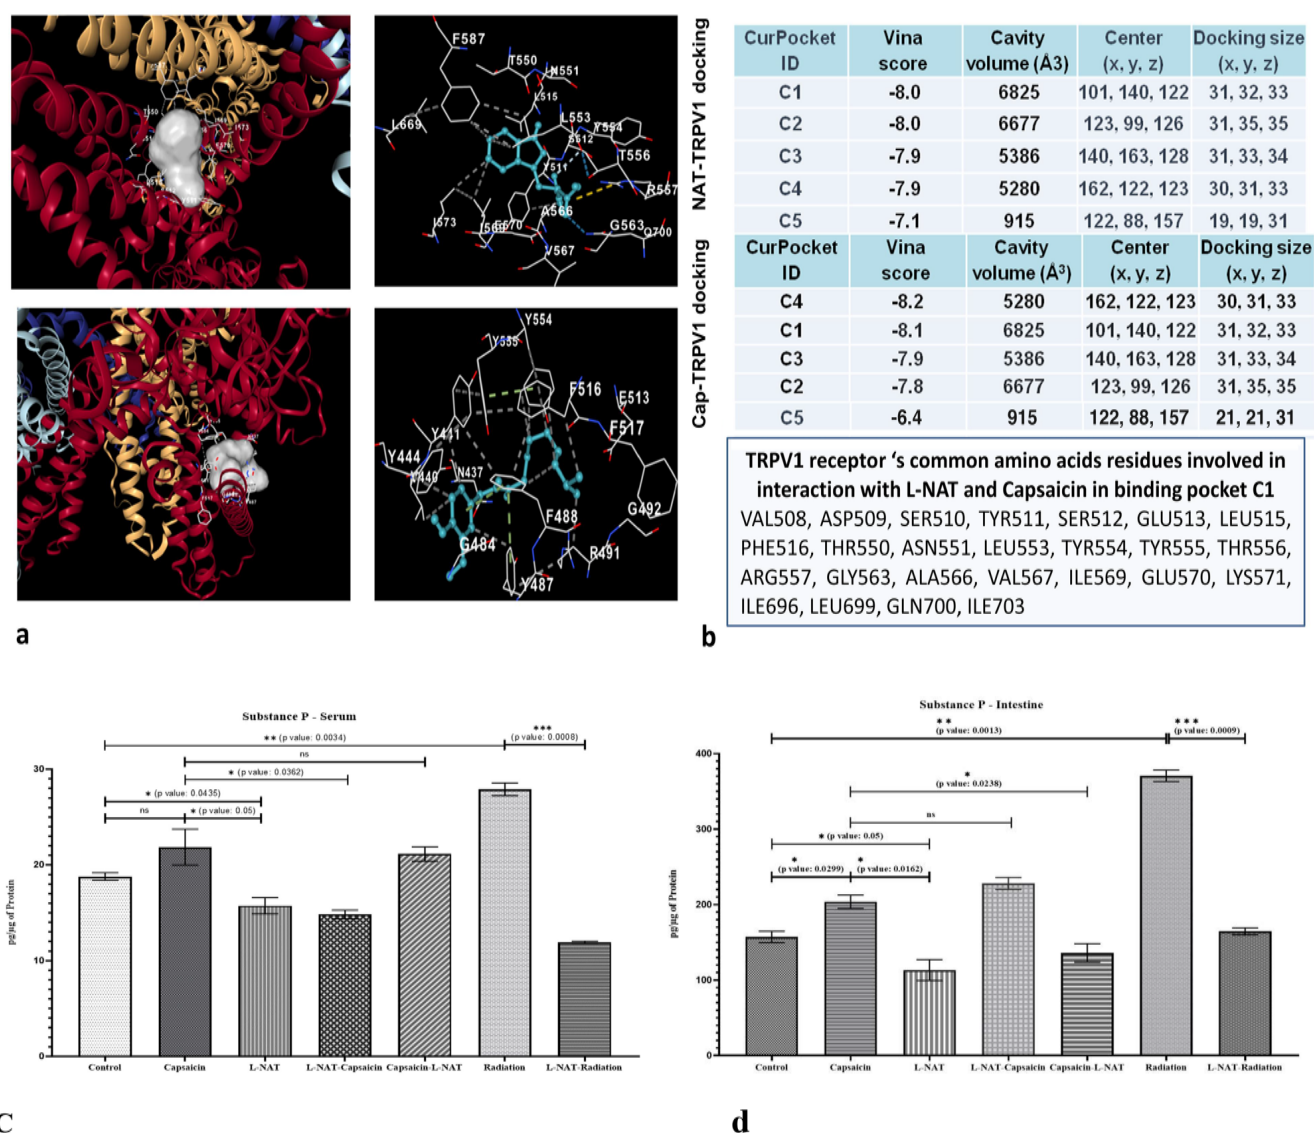 F587
T550
N551
L515
L669
L553
Y554
S512
T556
Y511
R557
A566
I573
I569
E570
G563
Q700
V567
NAT-TRPV1 docking
Y554
Y555
F516
E513
F517
Y441
Y444
Y440
N437
G492
F488
G484
R491
Y487
Cap-TRPV1 docking
a
CurPocket ID Vina score Cavity volume (Å3) Center (x, y, z) Docking size (x, y, z)
C1 -8.0 6825 101, 140, 122 31, 32, 33
C2 -8.0 6677 123, 99, 126 31, 35, 35
C3 -7.9 5386 140, 163, 128 31, 33, 34
C4 -7.9 5280 162, 122, 123 30, 31, 33
C5 -7.1 915 122, 88, 157 19, 19, 31
CurPocket ID Vina score Cavity volume (Å³) Center (x, y, z) Docking size (x, y, z)
C4 -8.2 5280 162, 122, 123 30, 31, 33
C1 -8.1 6825 101, 140, 122 31, 32, 33
C3 -7.9 5386 140, 163, 128 31, 33, 34
C2 -7.8 6677 123, 99, 126 31, 35, 35
C5 -6.4 915 122, 88, 157 21, 21, 31
TRPV1 receptor ‘s common amino acids residues involved in
interaction with L-NAT and Capsaicin in binding pocket C1
VAL508, ASP509, SER510, TYR511, SER512, GLU513, LEU515,
PHE516, THR550, ASN551, LEU553, TYR554, TYR555, THR556,
ARG557, GLY563, ALA566, VAL567, ILE569, GLU570, LYS571,
ILE696, LEU699, GLN700, ILE703
b
Substance P - Serum
***
** (p value: 0.0034) (p value: 0.0008)
ns
* (p value: 0.0362)
* (p value: 0.0435)
ns * (p value: 0.05)
30
20
10
0
pg/µg of Protein
Control Capsaicin L-NAT L-NAT-Capsaicin Capsaicin-L-NAT Radiation L-NAT-Radiation
C
Substance P - Intestine
** ***
(p value: 0.0013) (p value: 0.0009)
*
(p value: 0.0238)
ns
* (p value: 0.05)
* *
(p value: 0.0299) (p value: 0.0162)
400
300
200
100
0
pg/µg of Protein
Control Capsaicin L-NAT L-NAT-Capsaicin Capsaicin-L-NAT Radiation L-NAT-Radiation
d